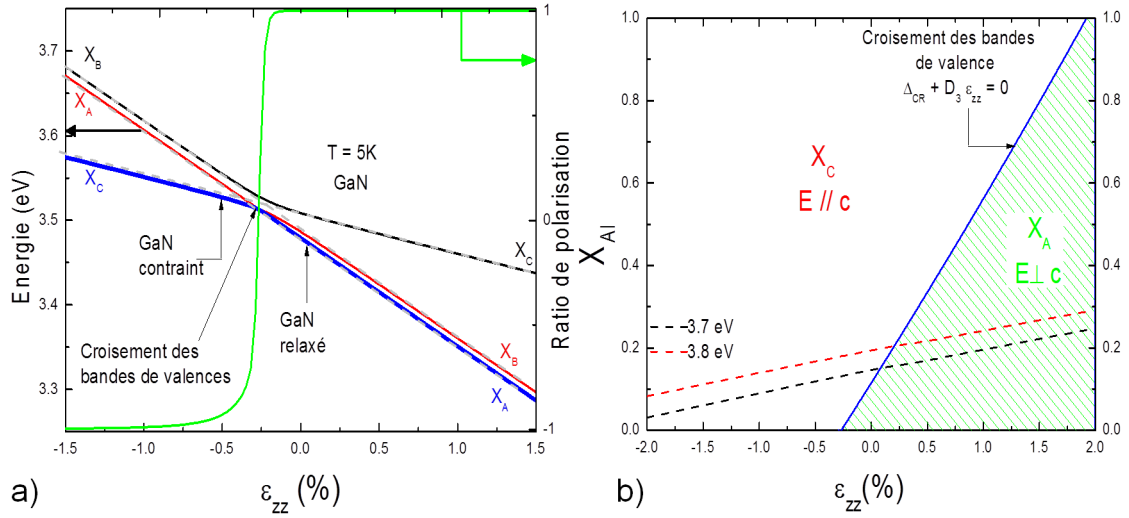 3.7
3.6
3.5
3.4
3.3
Energie (eV)
-1.5
-1.0
-0.5
0.0
0.5
1.0
1.5
ε_zz (%)
1
0
-1
Ratio de polarisation
X_B
X_A
X_C
T = 5K
GaN
GaN
contraint
X_C
GaN
relaxé
Croisement des
bandes de valences
X_B
X_A
a)
1.0
0.8
0.6
0.4
0.2
0.0
X_Al
-2.0
-1.5
-1.0
-0.5
0.0
0.5
1.0
1.5
2.0
ε_zz (%)
1.0
0.8
0.6
0.4
0.2
0.0
Croisement des bandes
de valence
Δ_CR + D_3 ε_zz = 0
X_C
E // c
X_A
E⊥ c
3.7 eV
3.8 eV
b)